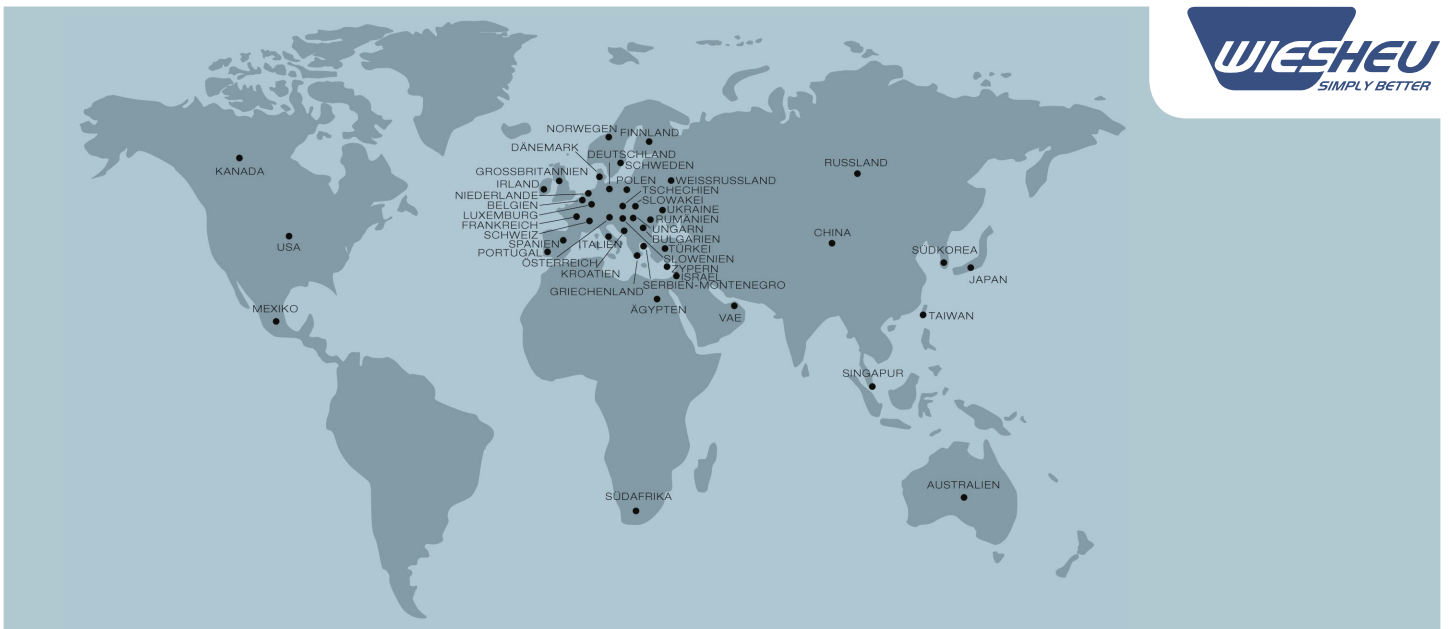 WIESHEU
SIMPLY BETTER
NORWEGEN
FINNLAND
DÄNEMARK
DEUTSCHLAND
SCHWEDEN
KANADA
RUSSLAND
GROSSBRITANNIEN
IRLAND
POLEN
WEISSRUSSLAND
NIEDERLANDE
TSCHECHIEN
BELGIEN
SLOWAKEI
LUXEMBURG
UKRAINE
FRANKREICH
RUMÄNIEN
SCHWEIZ
UNGARN
CHINA
SPANIEN
ITALIEN
BULGARIEN
USA
PORTUGAL
TÜRKEI
SÜDKOREA
ÖSTERREICH
SLOWENIEN
KROATIEN
ZYPERN
ISRAEL
JAPAN
SERBIEN-MONTENEGRO
GRIECHENLAND
MEXIKO
ÄGYPTEN
VAE
TAIWAN
SINGAPUR
AUSTRALIEN
SÜDAFRIKA